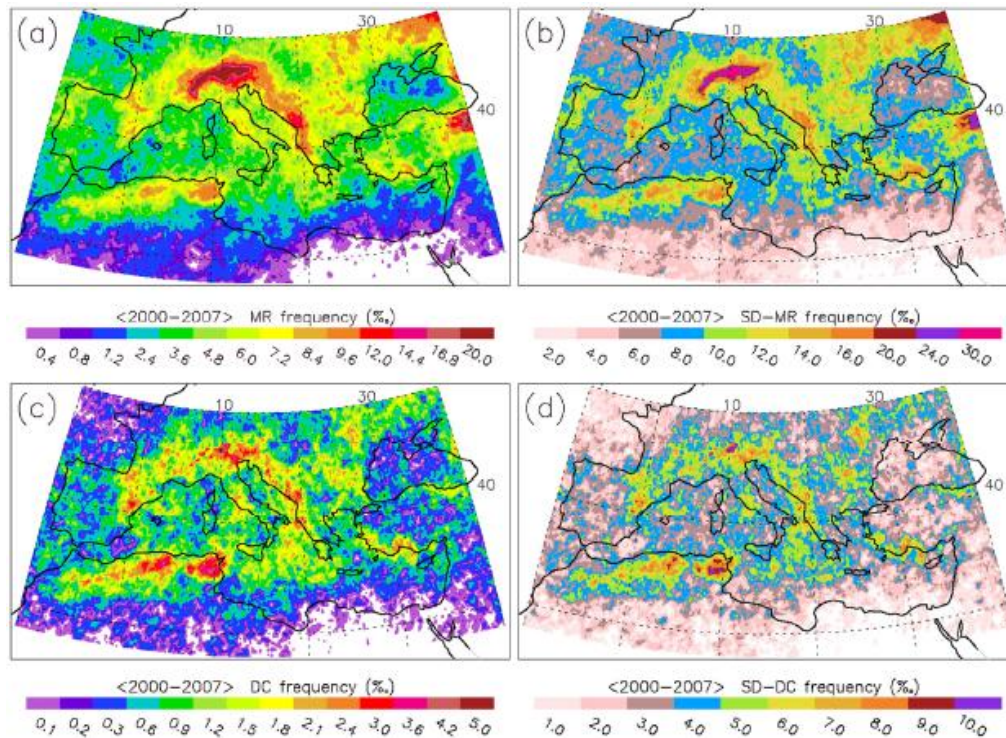 (a)
10
30
40
<2000-2007> MR frequency (‰)
0.4 0.8 1.2 2.4 3.6 4.8 6.0 7.2 8.4 9.6 12.0 14.4 16.8 20.0
(b)
10
30
40
<2000-2007> SD-MR frequency (‰)
2.0 4.0 6.0 8.0 10.0 12.0 14.0 16.0 20.0 24.0 30.0
(c)
10
30
40
<2000-2007> DC frequency (‰)
0.1 0.2 0.3 0.6 0.9 1.2 1.5 1.8 2.1 2.4 3.0 3.6 4.2 5.0
(d)
10
30
40
<2000-2007> SD-DC frequency (‰)
1.0 2.0 3.0 4.0 5.0 6.0 7.0 8.0 9.0 10.0